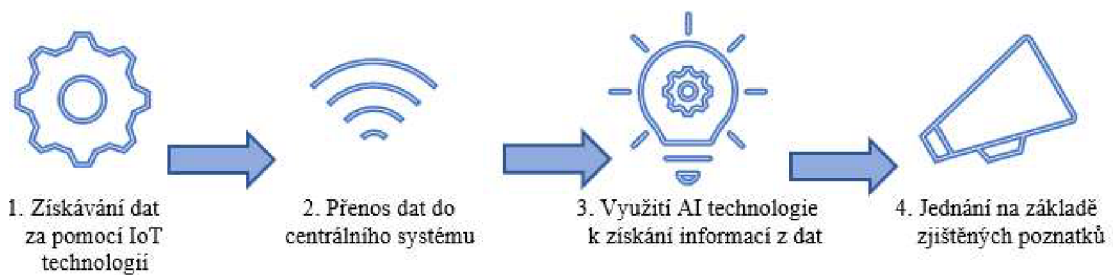 1. Získávání dat
za pomocí IoT
technologií
2. Přenos dat do
centrálního systému
3. Využití AI technologie
k získání informací z dat
4. Jednání na základě
zjištěných poznatků